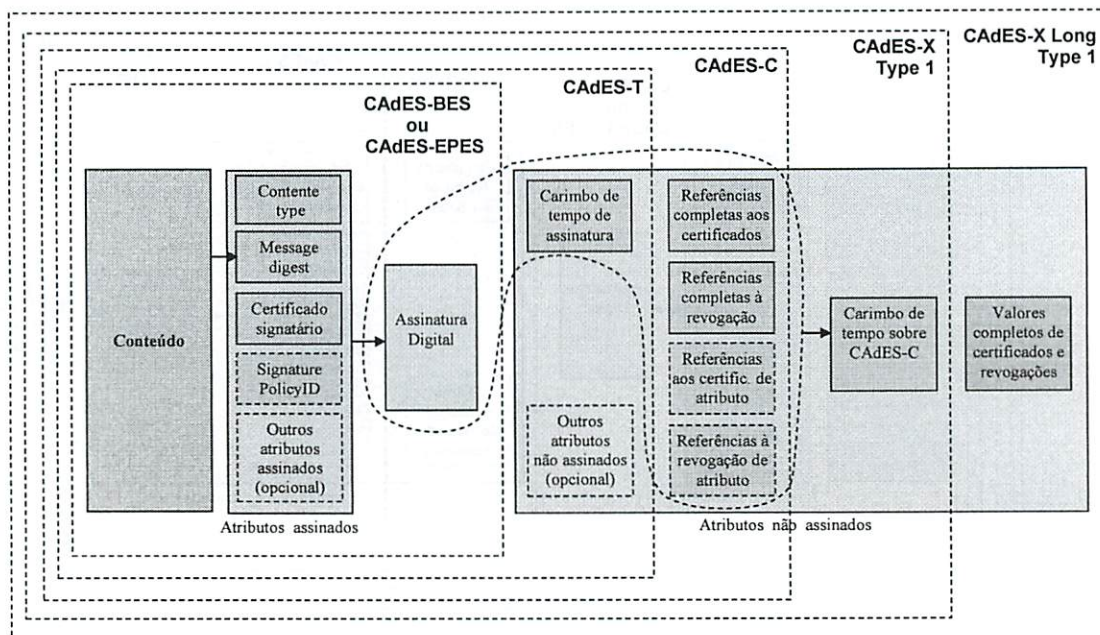 CAdES-X Long
Type 1
CAdES-X
Type 1
CAdES-C
CAdES-T
CAdES-BES
ou
CAdES-EPES
Conteúdo
Contente
type
Message
digest
Certificado
signatário
Signature
PolicyID
Outros
atributos
assinados
(opcional)
Atributos assinados
Assinatura
Digital
Carimbo de
tempo de
assinatura
Outros
atributos
não assinados
(opcional)
Referências
completas aos
certificados
Referências
completas à
revogação
Referências
aos certific. de
atributo
Referências à
revogação de
atributo
Carimbo de
tempo sobre
CAdES-C
Valores
completos de
certificados e
revogações
Atributos não assinados